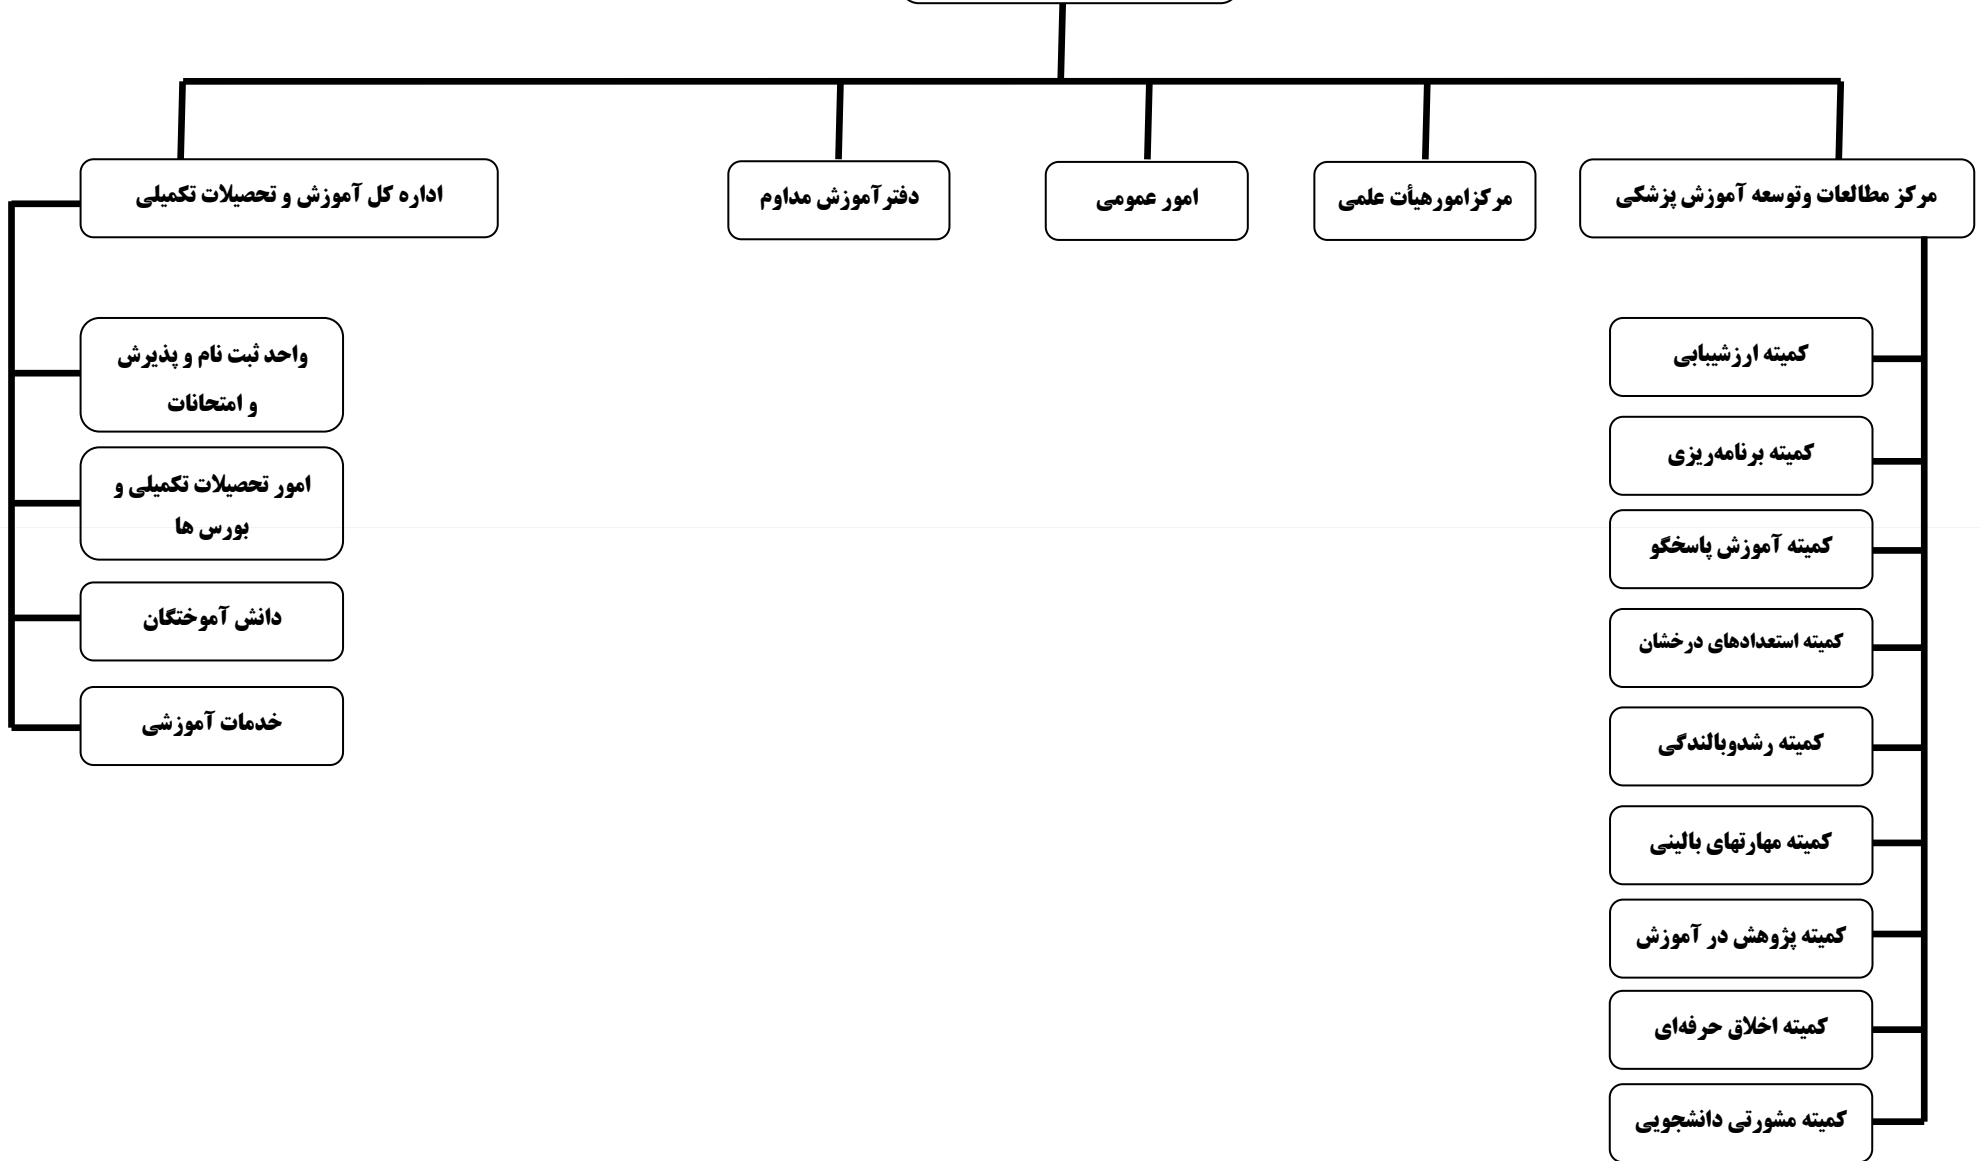 مرکز مطالعات وتوسعه آموزش پزشکی
مرکزامورهیأت علمی
امور عمومی
دفترآموزش مداوم
اداره کل آموزش و تحصیلات تکمیلی
کمیته ارزشیبابی
کمیته برنامه‌ریزی
کمیته آموزش پاسخگو
کمیته استعدادهای درخشان
کمیته رشدوبالندگی
کمیته مهارتهای بالینی
کمیته پژوهش در آموزش
کمیته اخلاق حرفه‌ای
کمیته مشورتی دانشجویی
واحد ثبت نام و پذیرش
و امتحانات
امور تحصیلات تکمیلی و
بورس ها
دانش آموختگان
خدمات آموزشی